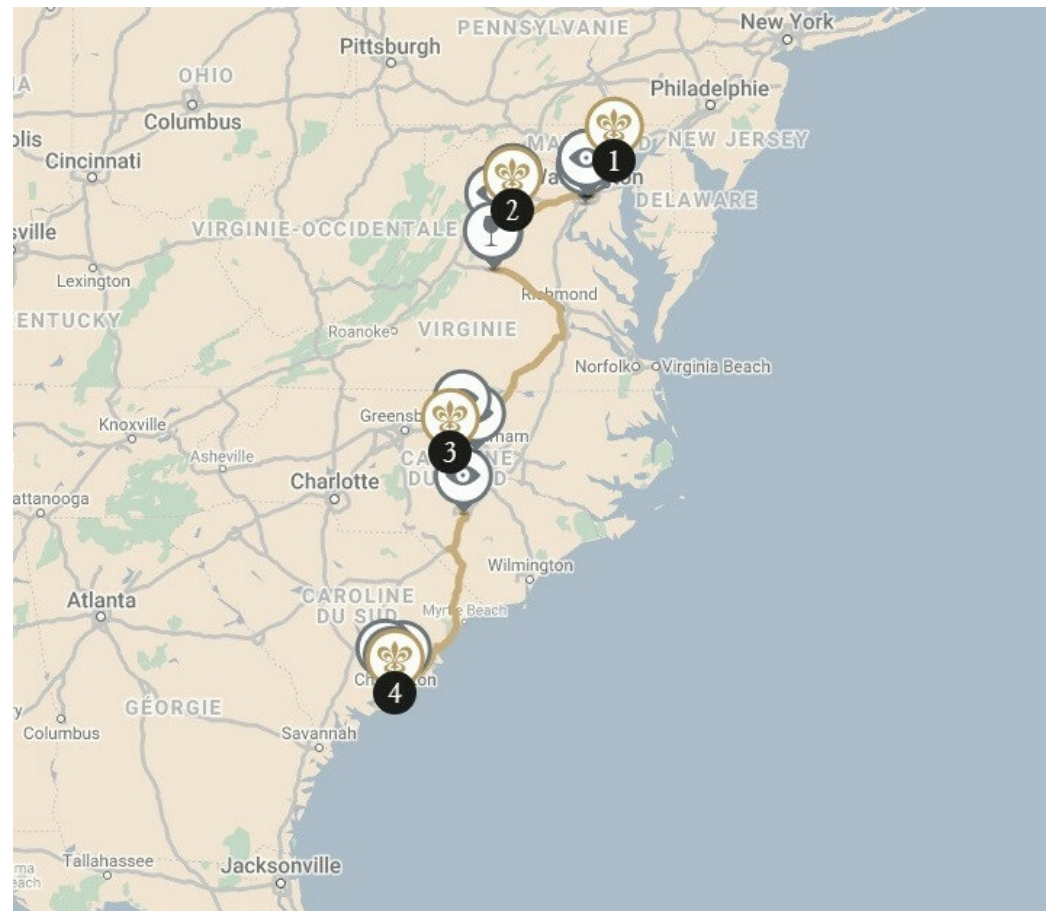 PENNSYLVANIE
New York
Pittsburgh
OHIO
Philadelphie
Columbus
NEW JERSEY
Cincinnati
1
DELAWARE
2
VIRGINIE-OCCIDENTALE
Lexington
Richmond
Roanoke
VIRGINIE
Norfolk
Virginia Beach
Knoxville
3
Asheville
Charlotte
Wilmington
Atlanta
CAROLINE
DU SUD
Myrtle Beach
4
GÉORGIE
Columbus
Savannah
Tallahassee
Jacksonville